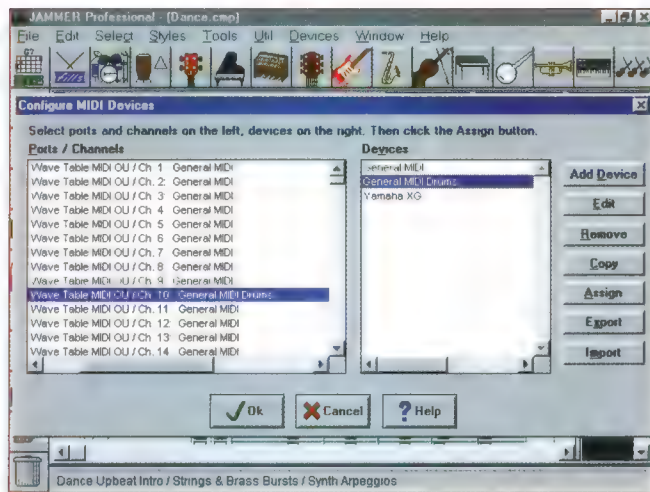 JAMMER Professional - (Dance.cmp)
File Edit Select Styles Tools Util Devices Window Help
G7
fills
Configure MIDI Devices
Select ports and channels on the left, devices on the right. Then click the Assign button.
Ports / Channels
Devices
Wave Table MIDI OU / Ch. 1 General MIDI
Wave Table MIDI OU / Ch. 2: General MIDI
Wave Table MIDI OU / Ch. 3 General MIDI
Wave Table MIDI OU / Ch. 4 General MIDI
Wave Table MIDI OU / Ch. 5 General MIDI
Wave Table MIDI OU / Ch. 6 General MIDI
Wave Table MIDI OU / Ch. 7 General MIDI
Wave Table MIDI OU / Ch. 8 General MIDI
Wave Table MIDI OU / Ch. 9 General MIDI
Wave Table MIDI OU / Ch. 10 General MIDI Drums
Wave Table MIDI OU / Ch. 11 General MIDI
Wave Table MIDI OU / Ch. 12 General MIDI
Wave Table MIDI OU / Ch. 13 General MIDI
Wave Table MIDI OU / Ch. 14 General MIDI
General MIDI
General MIDI Drums
Yamaha XG
Add Device
Edit
Remove
Copy
Assign
Export
Import
Ok
Cancel
? Help
Dance Upbeat Intro / Strings & Brass Bursts / Synth Arpeggios